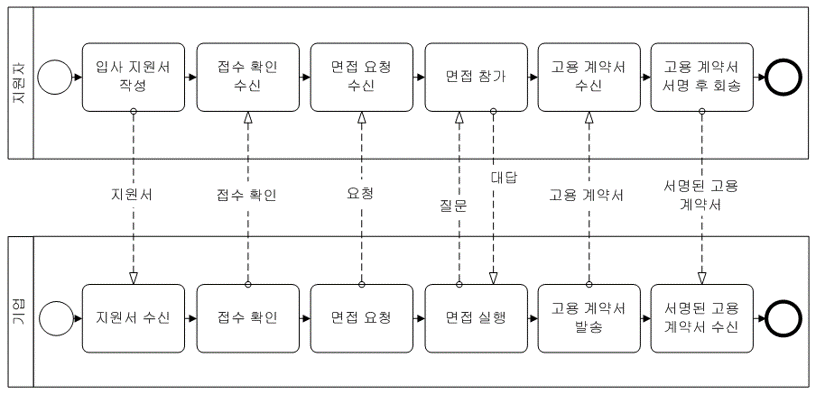 지원자
입사 지원서
작성
접수 확인
수신
면접 요청
수신
면접 참가
고용 계약서
수신
고용 계약서
서명 후 회송
지원서
접수 확인
요청
질문
대답
고용 계약서
서명된 고용
계약서
기업
지원서 수신
접수 확인
면접 요청
면접 실행
고용 계약서
발송
서명된 고용
계약서 수신